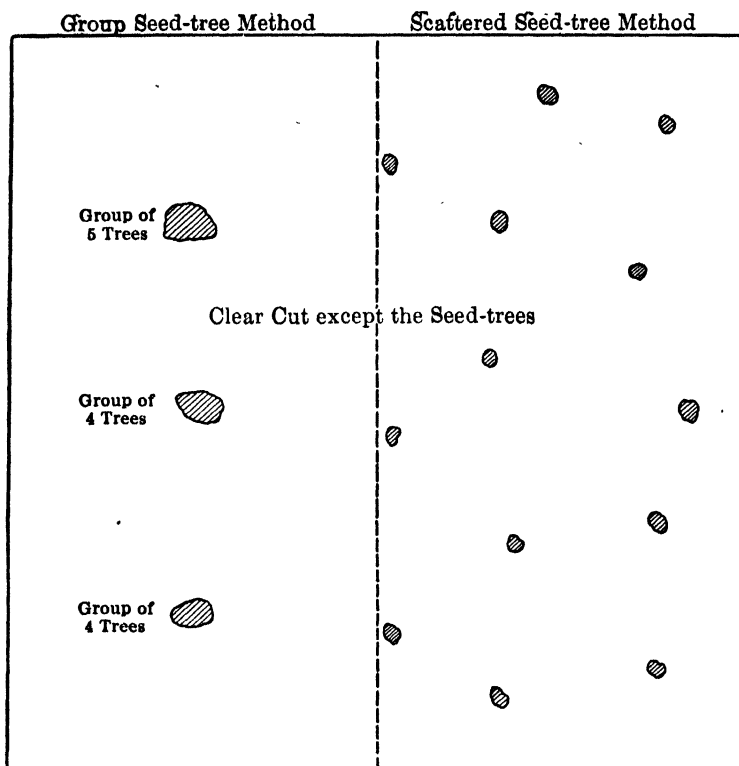 Group Seed-tree Method
Scattered Seed-tree Method
Group of
5 Trees
Clear Cut except the Seed-trees
Group of
4 Trees
Group of
4 Trees